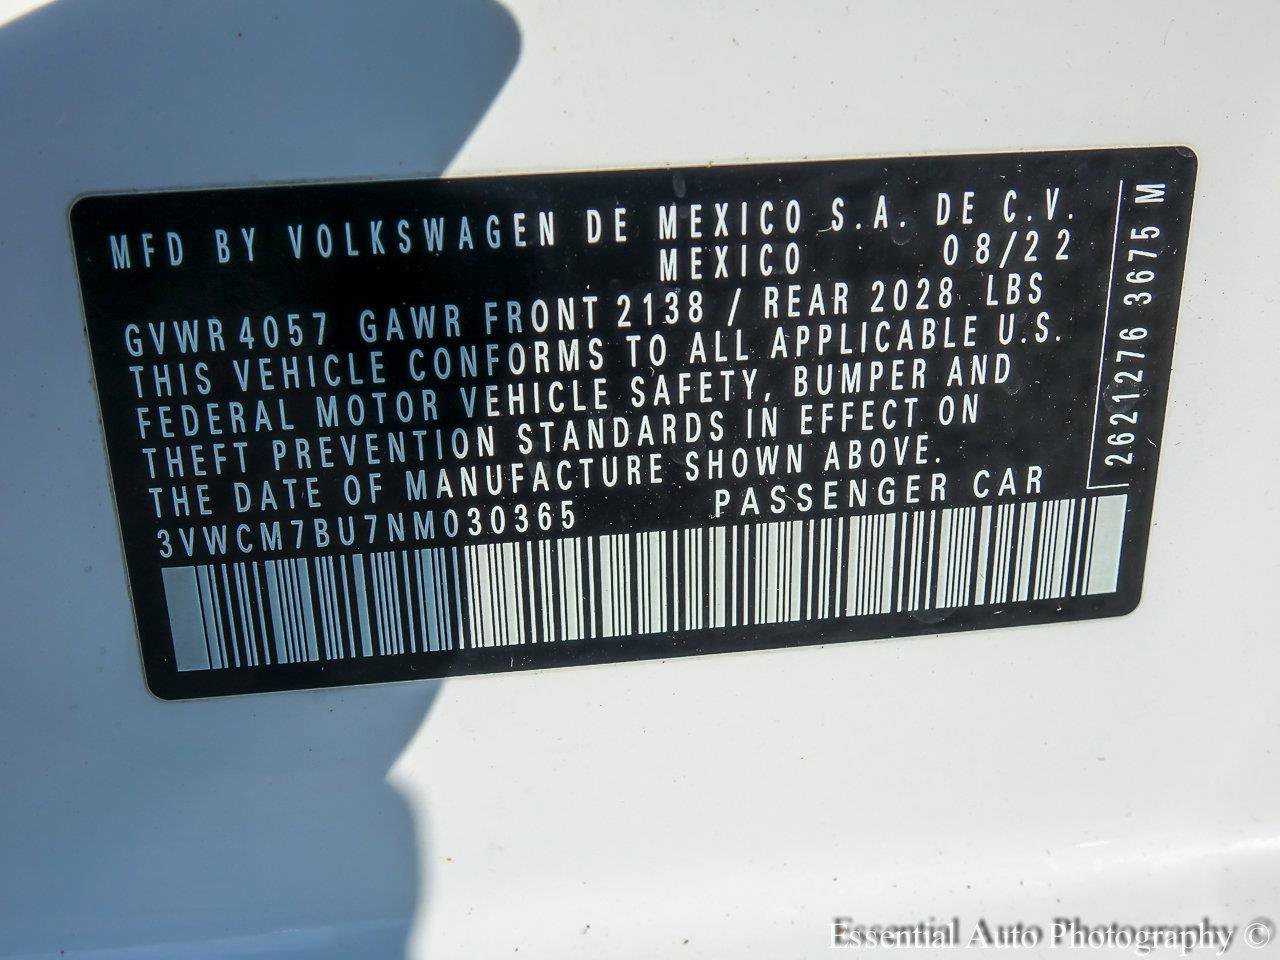 MFD BY VOLKSWAGEN DE MEXICO S.A. DE C.V.
MEXICO 08/22
GVWR 4057 GAWR FRONT 2138 / REAR 2028 LBS
THIS VEHICLE CONFORMS TO ALL APPLICABLE U.S.
FEDERAL MOTOR VEHICLE SAFETY, BUMPER AND
THEFT PREVENTION STANDARDS IN EFFECT ON
THE DATE OF MANUFACTURE SHOWN ABOVE.
3VWCM7BU7NM030365 PASSENGER CAR
2621276 3675 M
Essential Auto Photography ©